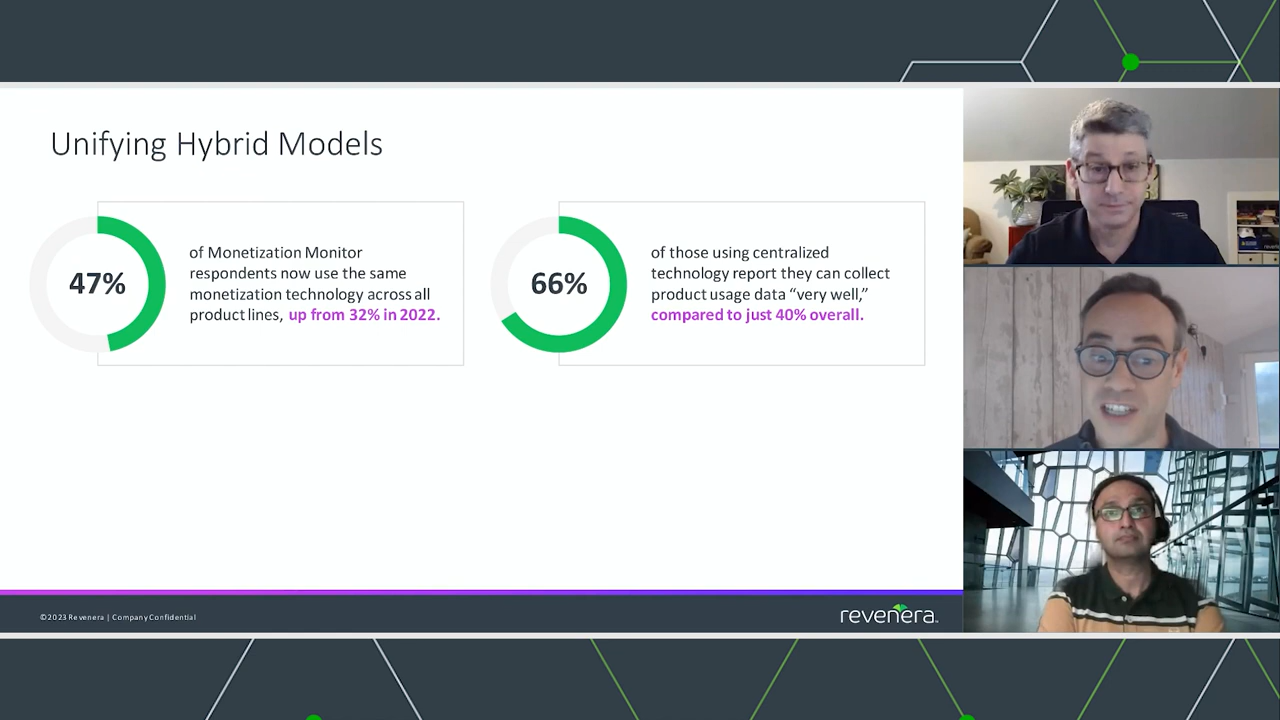 Unifying Hybrid Models
47%
of Monetization Monitor
respondents now use the same
monetization technology across all
product lines, up from 32% in 2022.
66%
of those using centralized
technology report they can collect
product usage data “very well,”
compared to just 40% overall.
©2023 Revenera | Company Confidential
revenera